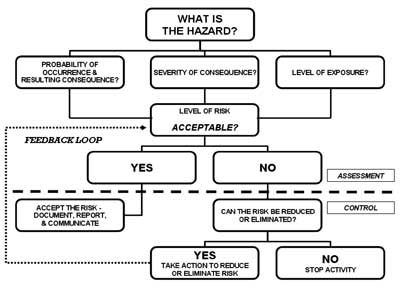 WHAT IS
THE HAZARD?
PROBABILITY OF
OCCURRENCE &
RESULTING CONSEQUENCE?
SEVERITY OF CONSEQUENCE?
LEVEL OF EXPOSURE?
LEVEL OF RISK
ACCEPTABLE?
FEEDBACK LOOP
YES
NO
ASSESSMENT
ACCEPT THE RISK -
DOCUMENT, REPORT,
& COMMUNICATE
CAN THE RISK BE REDUCED
OR ELIMINATED?
CONTROL
YES
TAKE ACTION TO REDUCE
OR ELIMINATE RISK
NO
STOP ACTIVITY